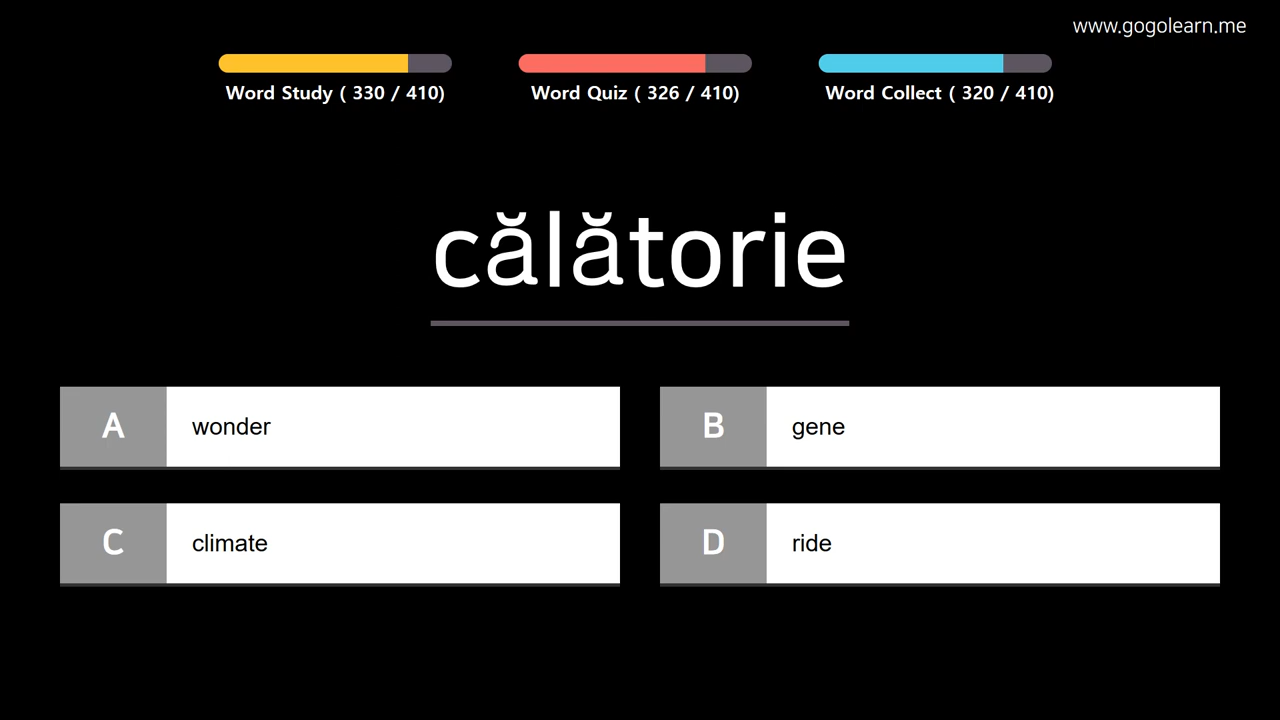 www.gogolearn.me
Word Study ( 330 / 410)
Word Quiz ( 326 / 410)
Word Collect ( 320 / 410)
călătorie
A wonder
B gene
C climate
D ride